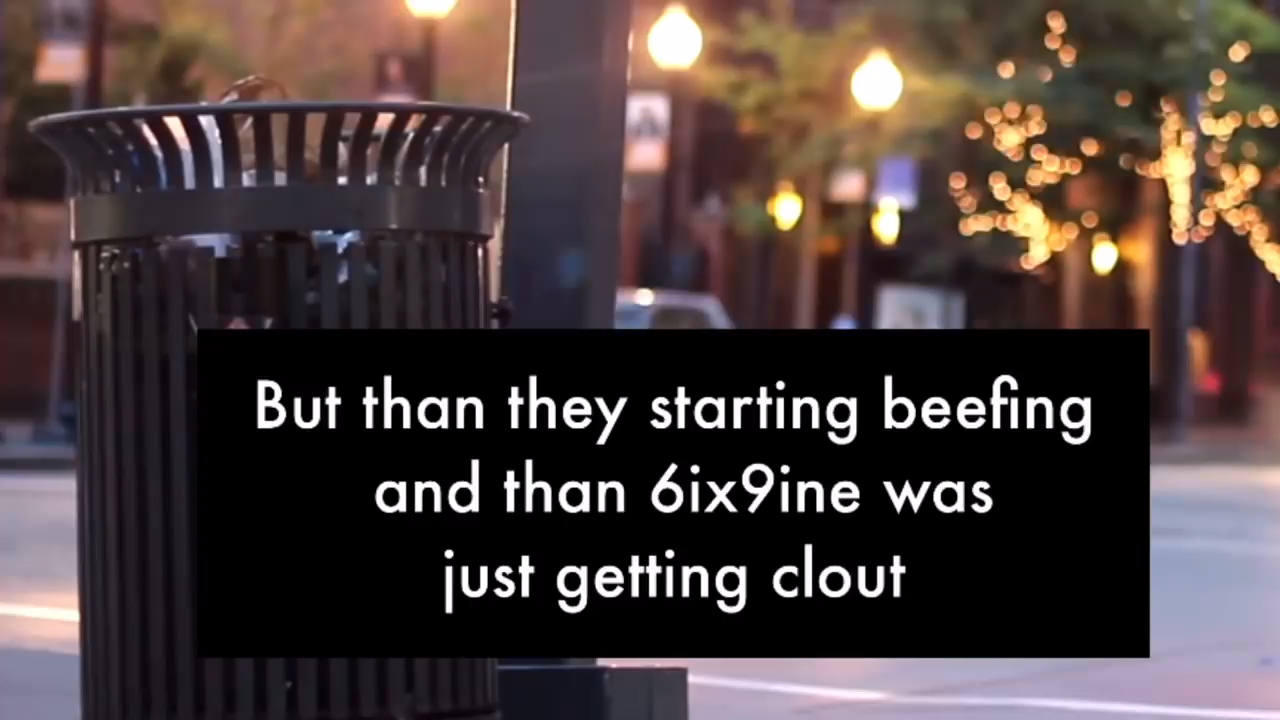 But than they starting beefing
and than 6ix9ine was
just getting clout